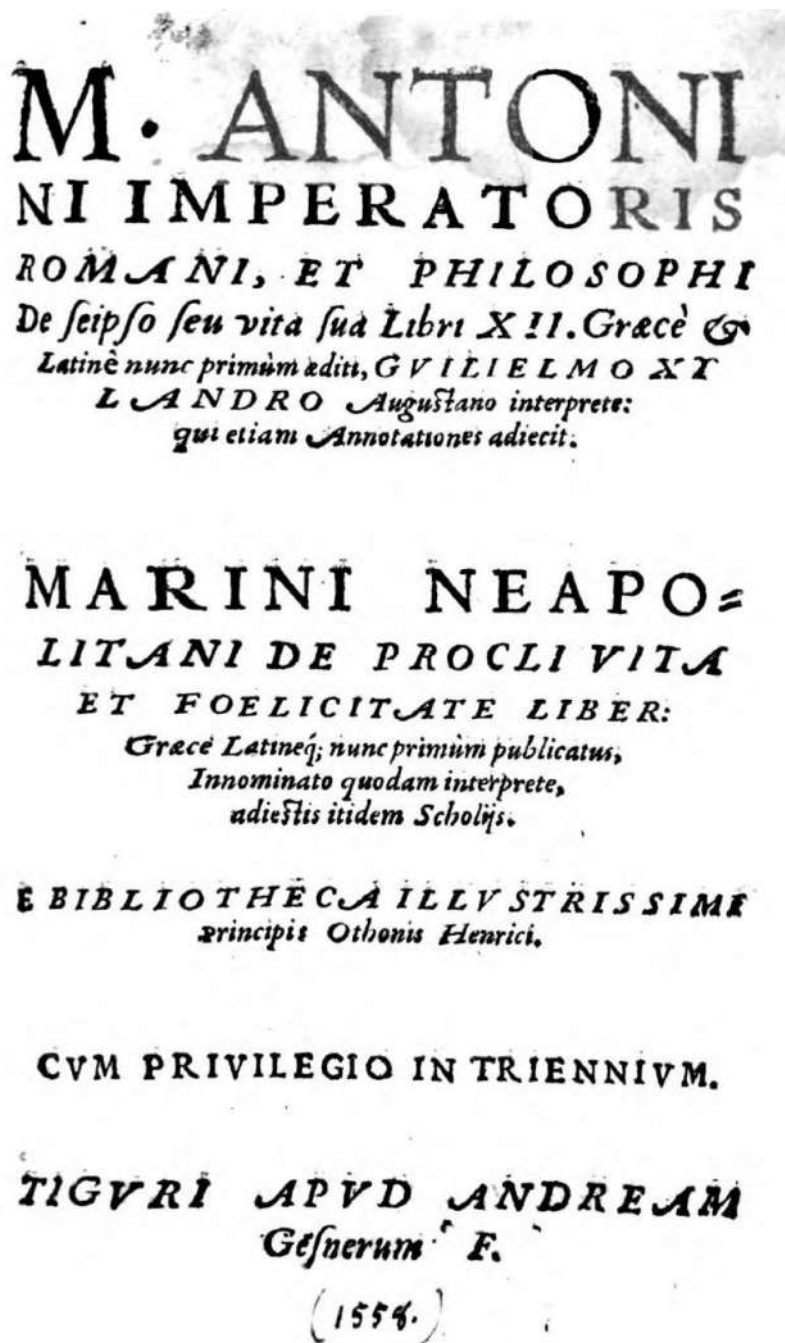 M. ANTONI
NI IMPERATORIS
ROMANI, ET PHILOSOPHI
De ſeipſo ſeu vita ſua Libri XII. Græcè &
Latinè nunc primùm æditi, GVILIELMO XY
LANDRO Auguſtano interprete:
qui etiam Annotationes adiecit.
MARINI NEAPO=
LITANI DE PROCLI VITA
ET FOELICITATE LIBER:
Græcè Latineq́; nunc primùm publicatus,
Innominato quodam interprete,
adiectis itidem Scholijs.
E BIBLIOTHECA ILLVSTRISSIMI
principis Othonis Henrici.
CVM PRIVILEGIO IN TRIENNIVM.
TIGVRI APVD ANDREAM
Geſnerum F.
(1558.)